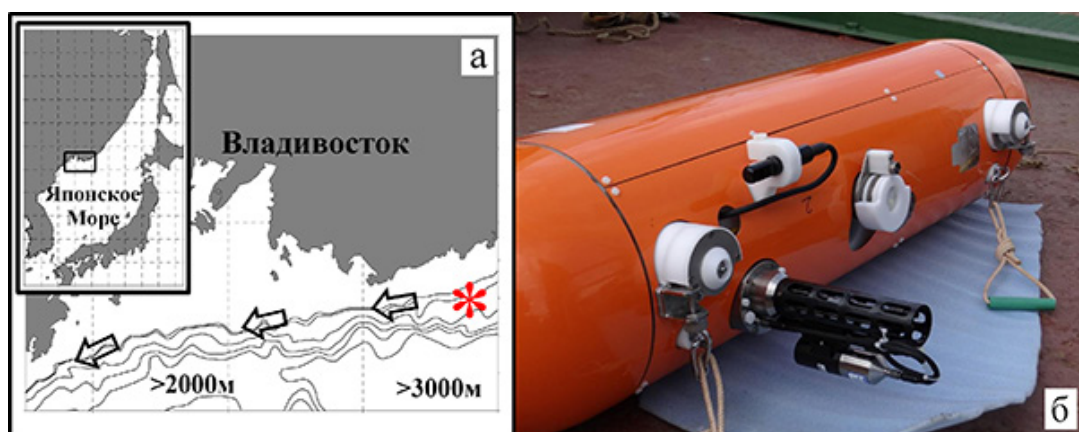 а
Владивосток
Японское
Море
>2000м
>3000м
б